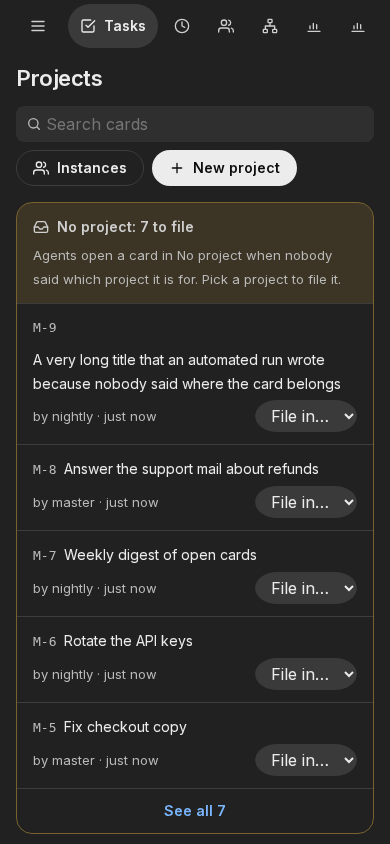 Tasks
Projects
Search cards
Instances
New project
No project: 7 to file
Agents open a card in No project when nobody
said which project it is for. Pick a project to file it.
M-9
A very long title that an automated run wrote
because nobody said where the card belongs
by nightly · just now
File in...
M-8 Answer the support mail about refunds
by master · just now
File in...
M-7 Weekly digest of open cards
by nightly · just now
File in...
M-6 Rotate the API keys
by nightly · just now
File in...
M-5 Fix checkout copy
by master · just now
File in...
See all 7